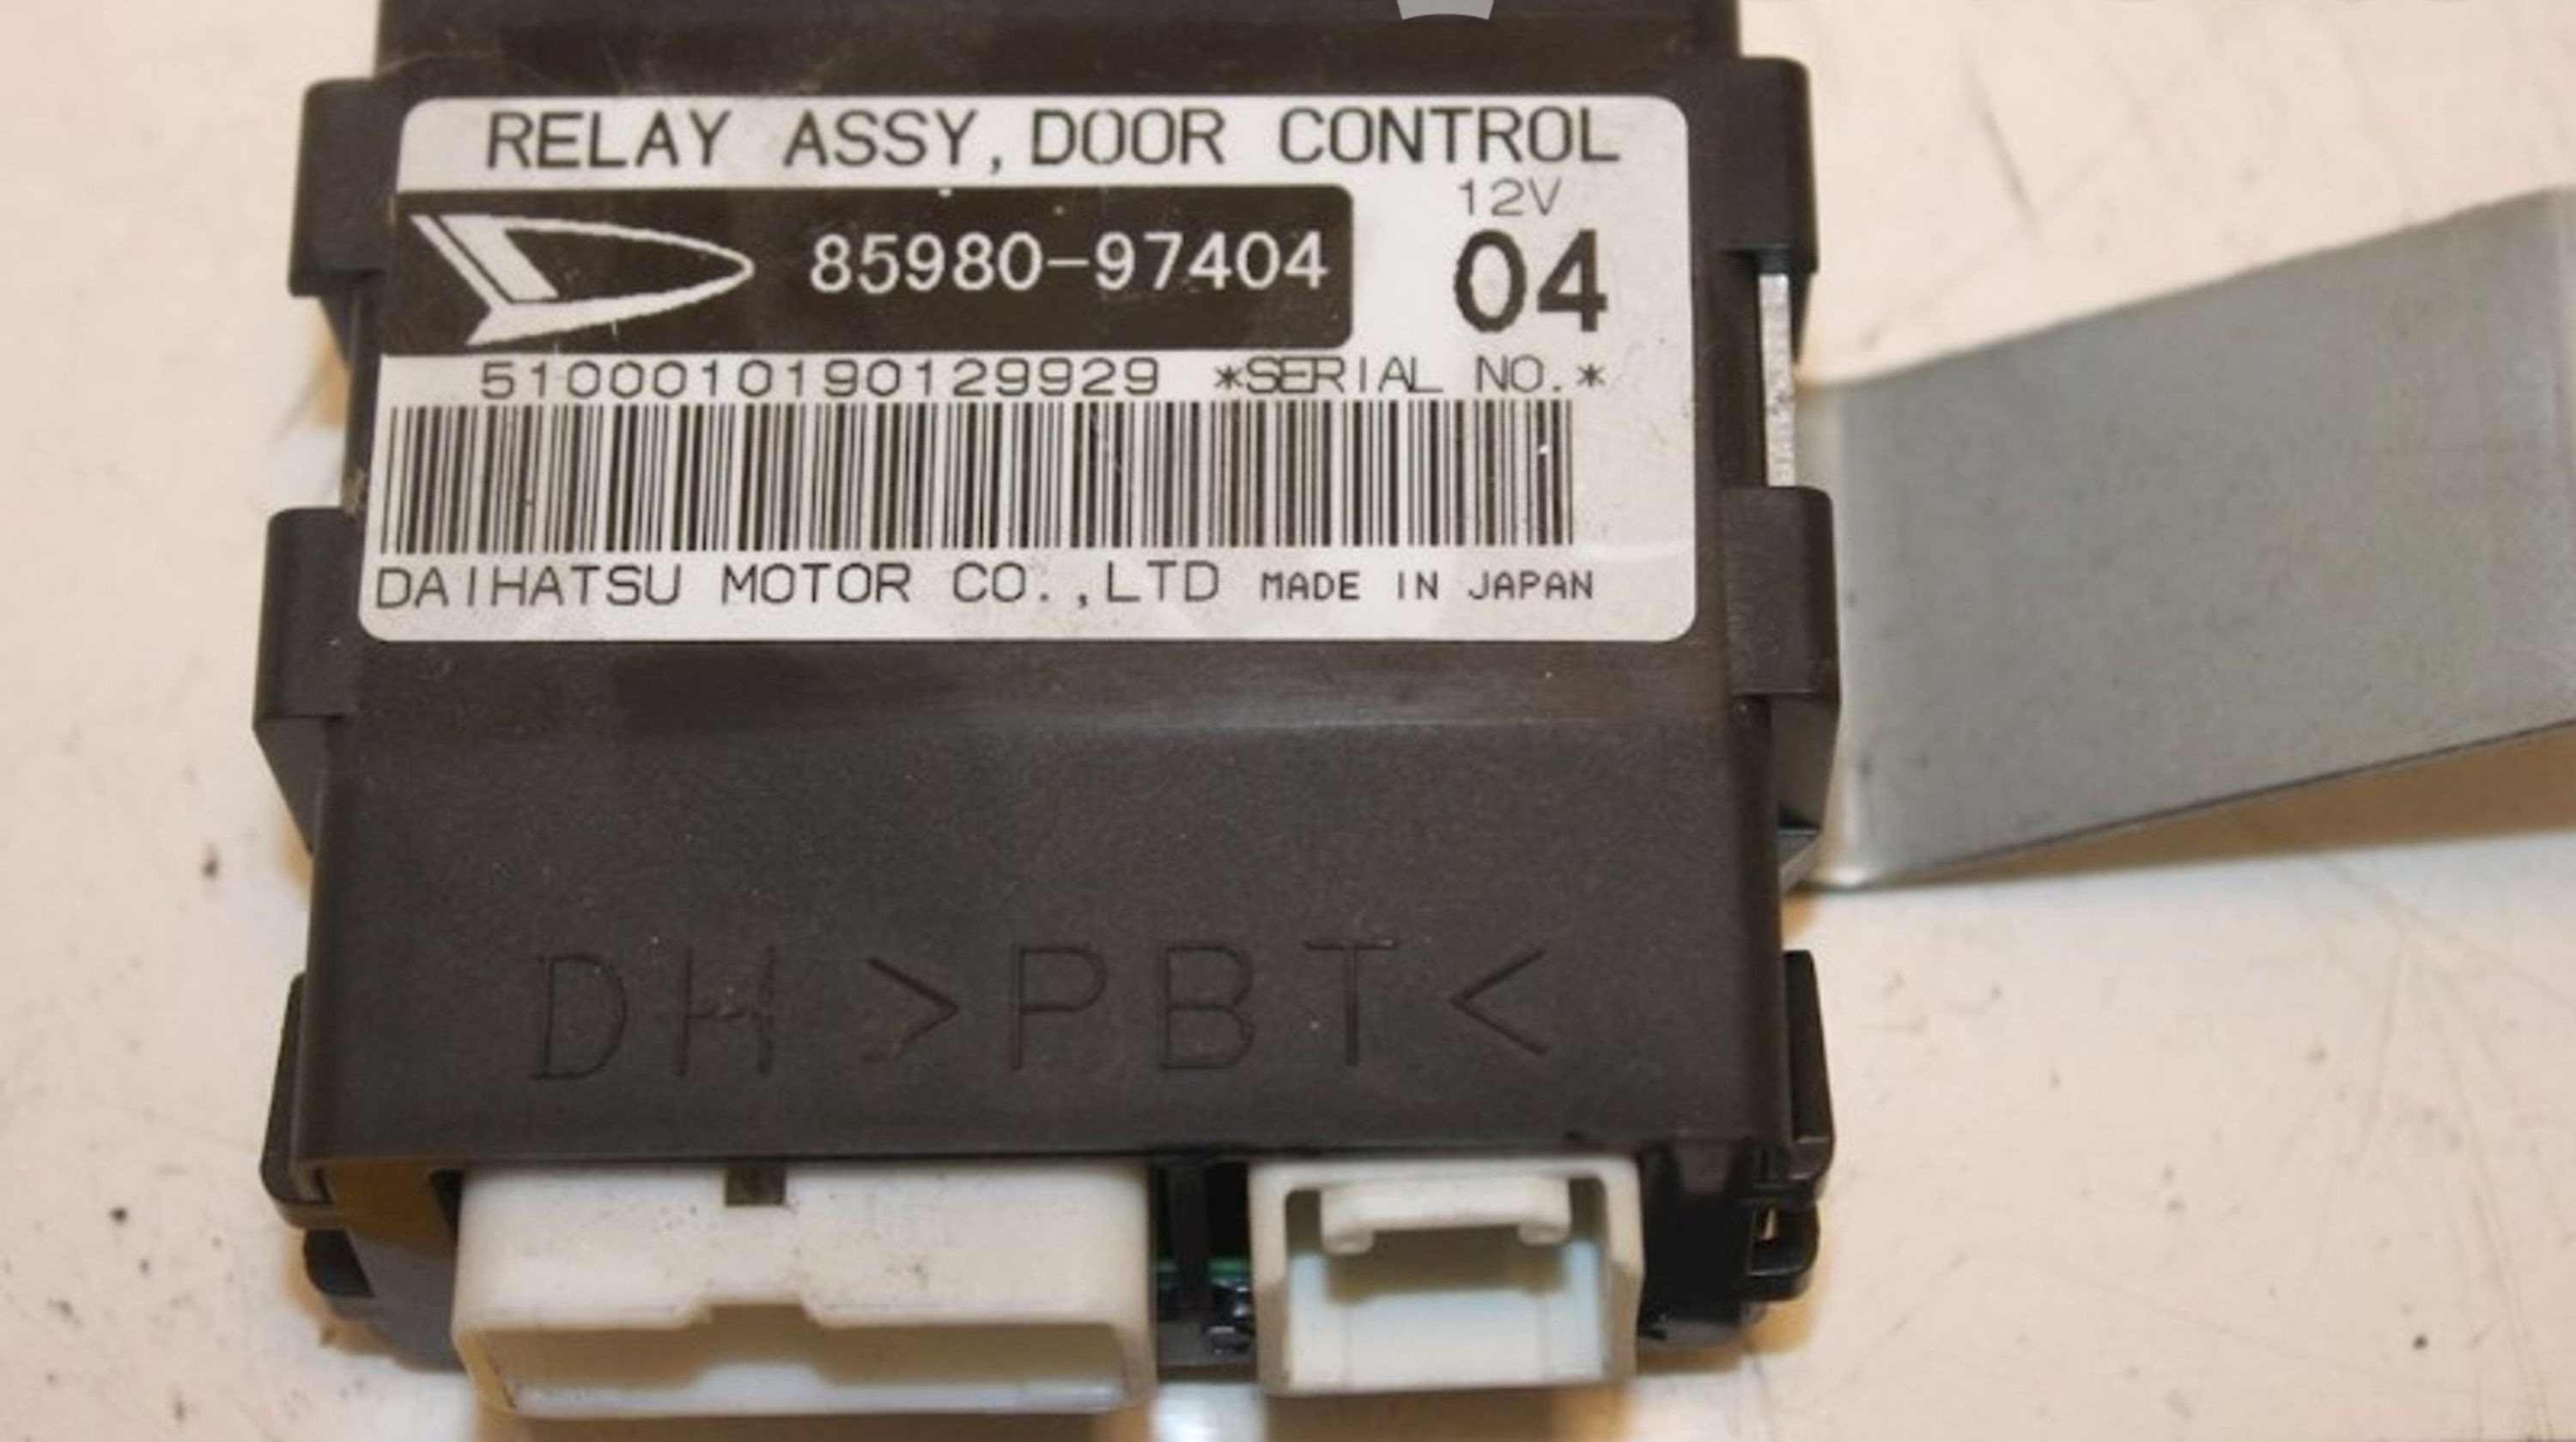 RELAY ASSY, DOOR CONTROL
12V
85980-97404 04
5100010190129929 *SERIAL NO.*
DAIHATSU MOTOR CO.,LTD MADE IN JAPAN
DH >PBT<